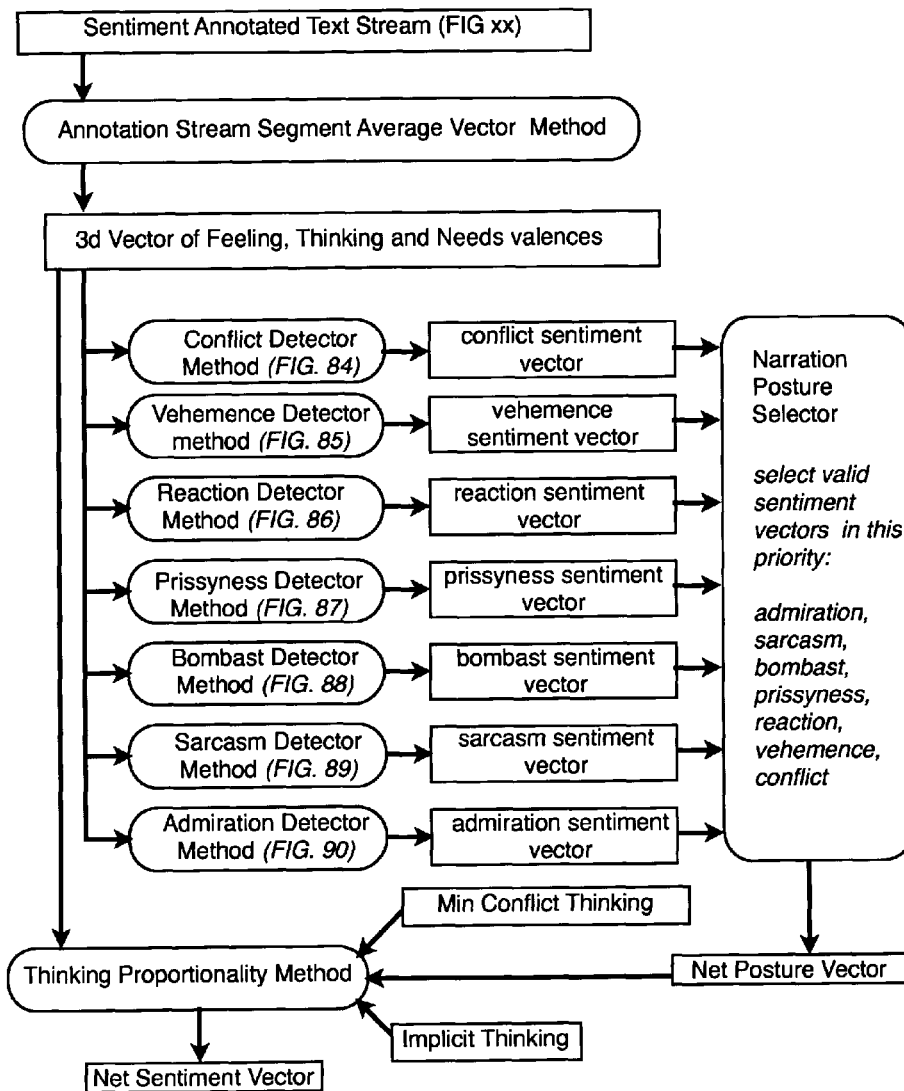 Sentiment Annotated Text Stream (FIG xx)
Annotation Stream Segment Average Vector Method
3d Vector of Feeling, Thinking and Needs valences
Conflict Detector
Method (FIG. 84)
conflict sentiment
vector
Vehemence Detector
method (FIG. 85)
vehemence
sentiment vector
Reaction Detector
Method (FIG. 86)
reaction sentiment
vector
Prissyness Detector
Method (FIG. 87)
prissyness sentiment
vector
Bombast Detector
Method (FIG. 88)
bombast sentiment
vector
Sarcasm Detector
Method (FIG. 89)
sarcasm sentiment
vector
Admiration Detector
Method (FIG. 90)
admiration sentiment
vector
Narration
Posture
Selector
select valid
sentiment
vectors in this
priority:
admiration,
sarcasm,
bombast,
prissyness,
reaction,
vehemence,
conflict
Min Conflict Thinking
Thinking Proportionality Method
Net Posture Vector
Implicit Thinking
Net Sentiment Vector